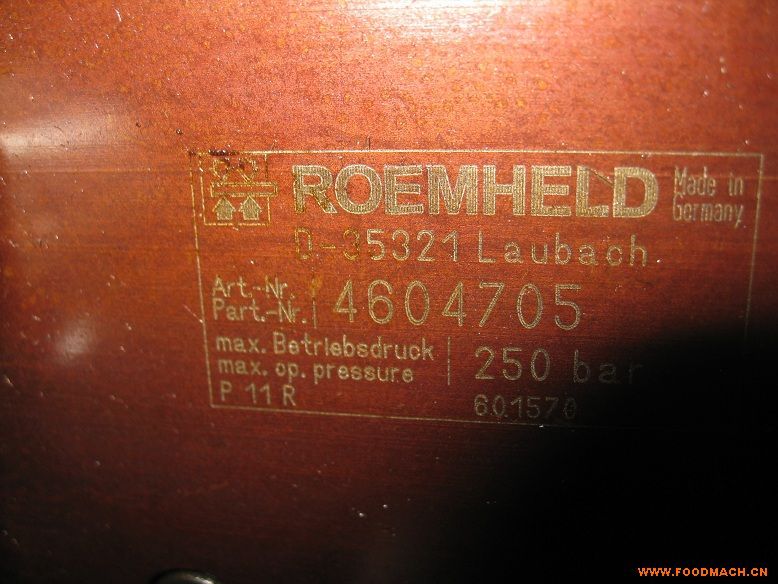 ROEMHELD Made in Germany
D-35321 Laubach
Art.-Nr.
Part.-Nr. 4604705
max. Betriebsdruck
max. op. pressure 250 bar
P 11 R 601570
WWW.FOODMACH.CN